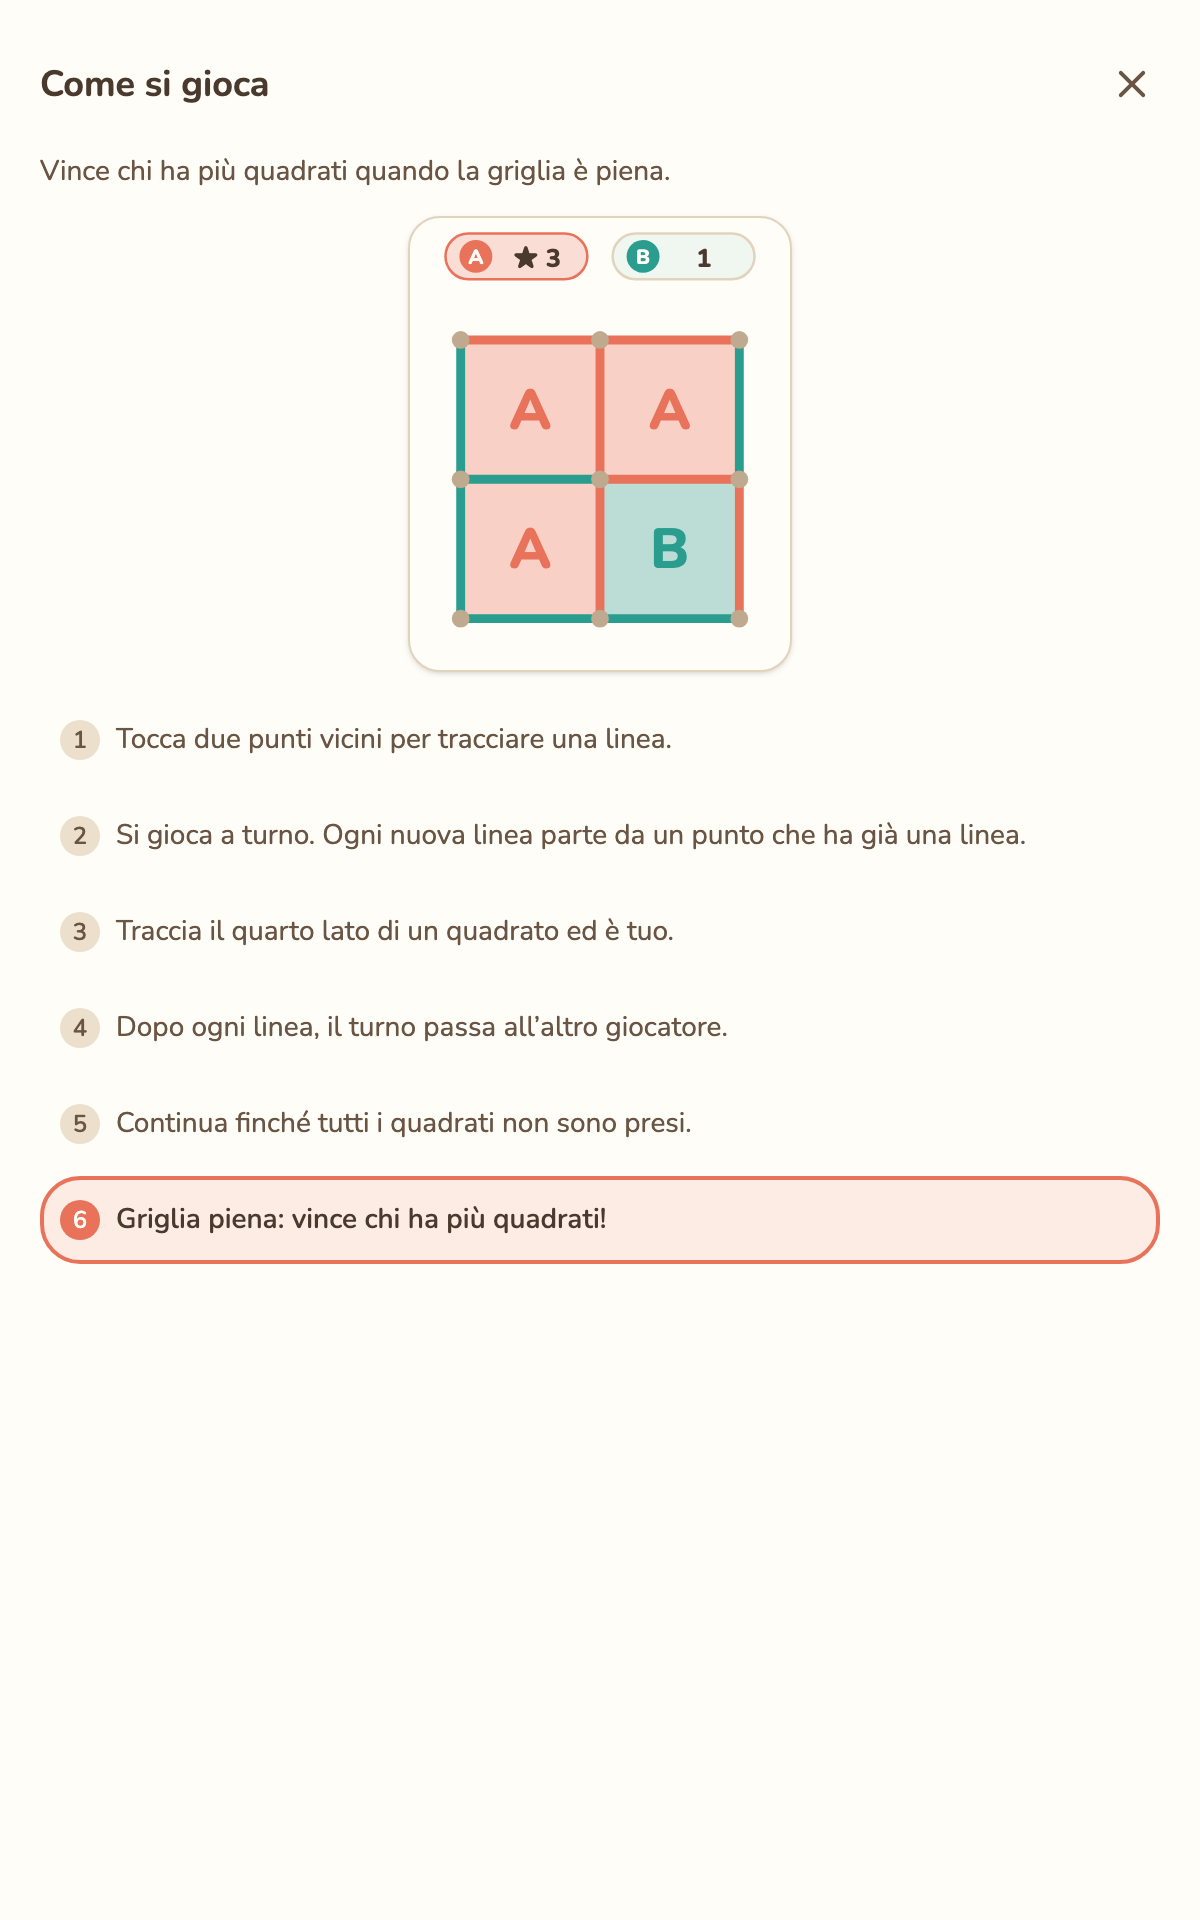 Come si gioca
Vince chi ha più quadrati quando la griglia è piena.
A ★ 3 B 1
A A
A B
1 Tocca due punti vicini per tracciare una linea.
2 Si gioca a turno. Ogni nuova linea parte da un punto che ha già una linea.
3 Traccia il quarto lato di un quadrato ed è tuo.
4 Dopo ogni linea, il turno passa all’altro giocatore.
5 Continua finché tutti i quadrati non sono presi.
6 Griglia piena: vince chi ha più quadrati!